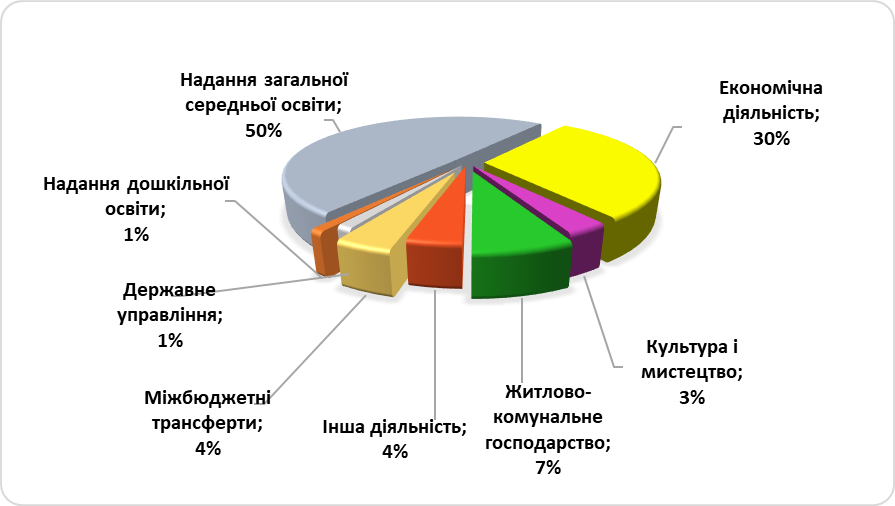 Надання загальної
середньої освіти;
50%
Економічна
діяльність;
30%
Надання дошкільної
освіти;
1%
Державне
управління;
1%
Міжбюджетні
трансферти;
4%
Інша діяльність;
4%
Житлово-
комунальне
господарство;
7%
Культура і
мистецтво;
3%